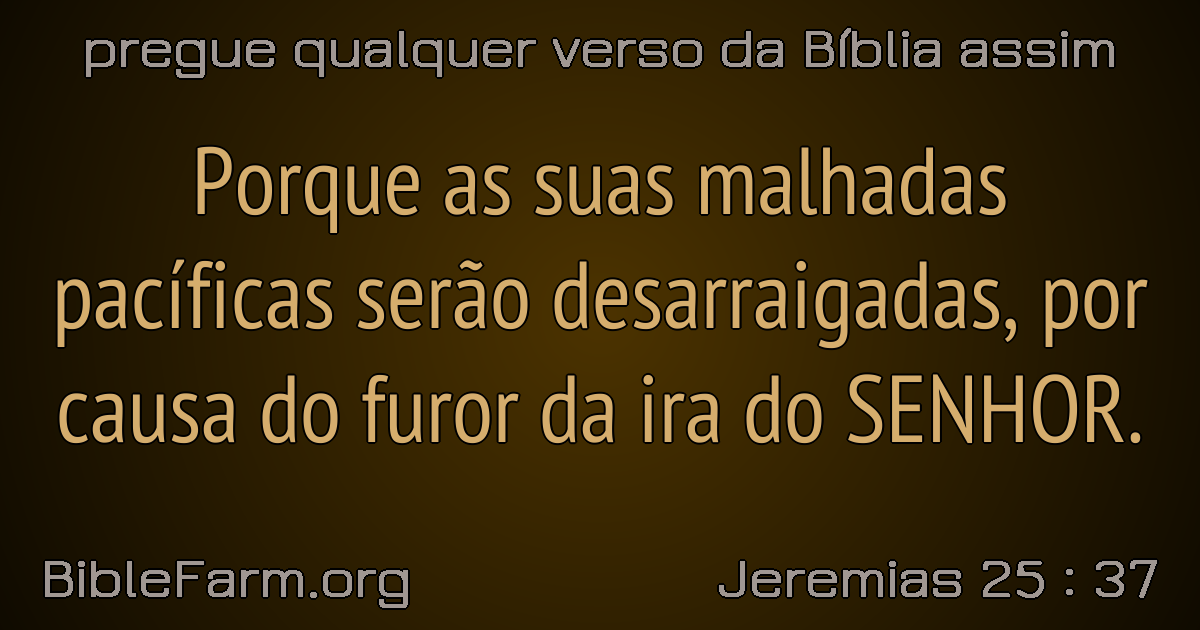 pregue qualquer verso da Bíblia assim
Porque as suas malhadas
pacíficas serão desarraigadas, por
causa do furor da ira do SENHOR.
BibleFarm.org
Jeremias 25 : 37